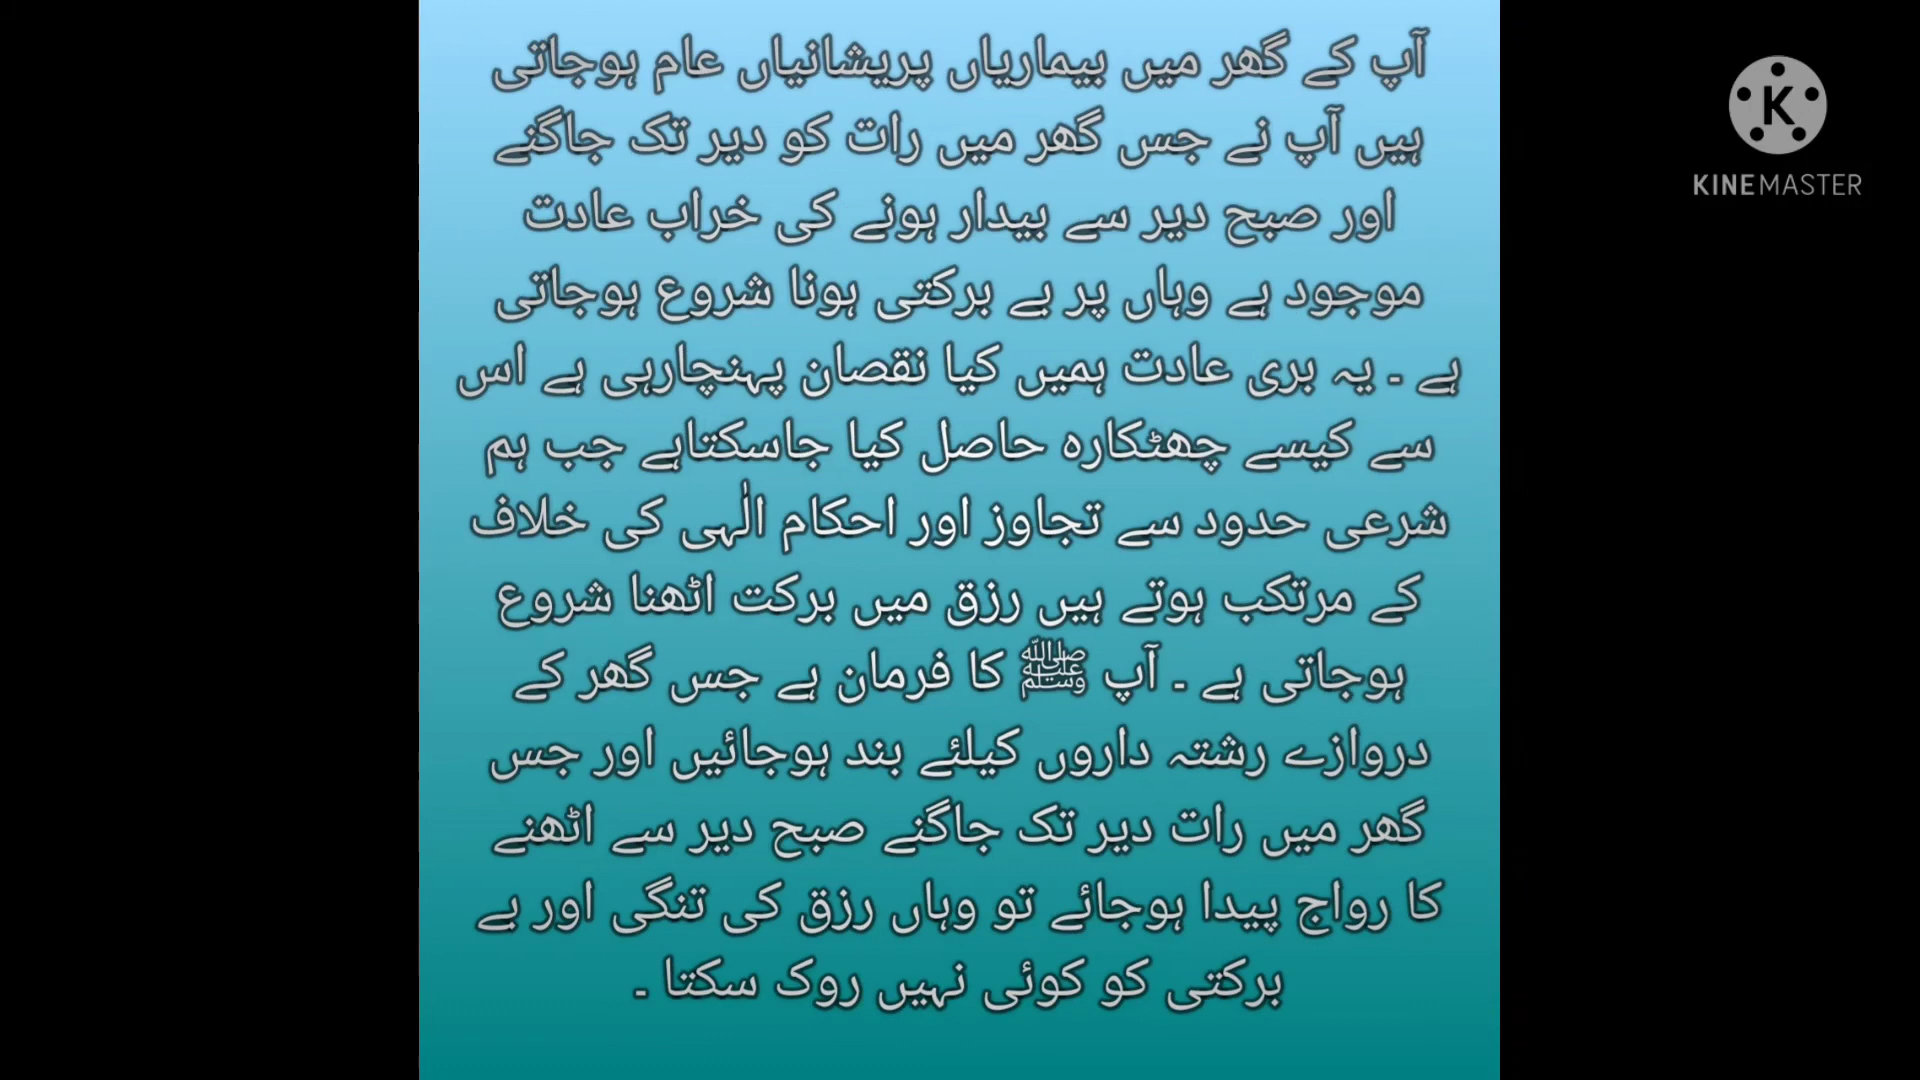 آپ کے گھر میں بیماریاں پریشانیاں عام ہوجاتی
ہیں آپ نے جس گھر میں رات کو دیر تک جاگنے
اور صبح دیر سے بیدار ہونے کی خراب عادت
موجود ہے وہاں پر بے برکتی ہونا شروع ہوجاتی
ہے ۔ یہ بری عادت ہمیں کیا نقصان پہنچارہی ہے اس
سے کیسے چھٹکارہ حاصل کیا جاسکتاہے جب ہم
شرعی حدود سے تجاوز اور احکام الٰہی کی خلاف
کے مرتکب ہوتے ہیں رزق میں برکت اٹھنا شروع
ہوجاتی ہے ۔ آپ ﷺ کا فرمان ہے جس گھر کے
دروازے رشتہ داروں کیلئے بند ہوجائیں اور جس
گھر میں رات دیر تک جاگنے صبح دیر سے اٹھنے
کا رواج پیدا ہوجائے تو وہاں رزق کی تنگی اور بے
برکتی کو کوئی نہیں روک سکتا ۔
K
KINEMASTER